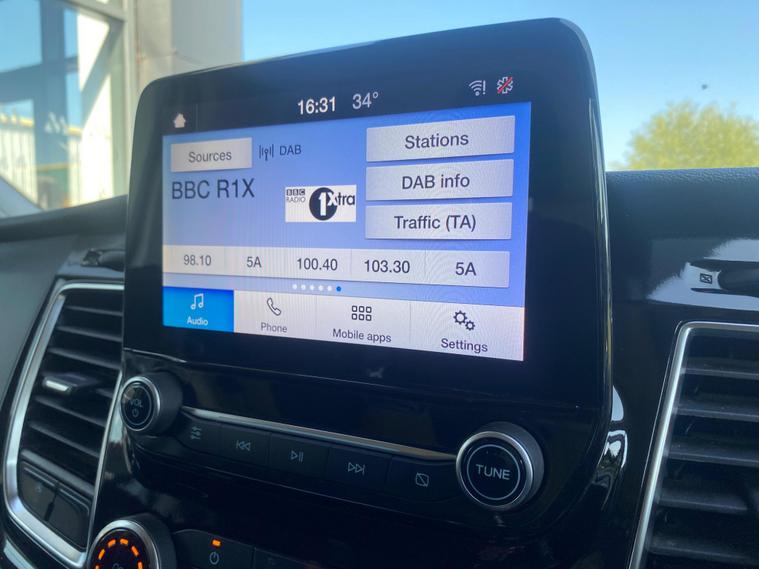 16:31 34°
Sources DAB
Stations
BBC R1X
BBC
RADIO
1Xtra
DAB info
Traffic (TA)
98.10 5A 100.40 103.30 5A
Audio Phone Mobile apps Settings
VOL
TUNE